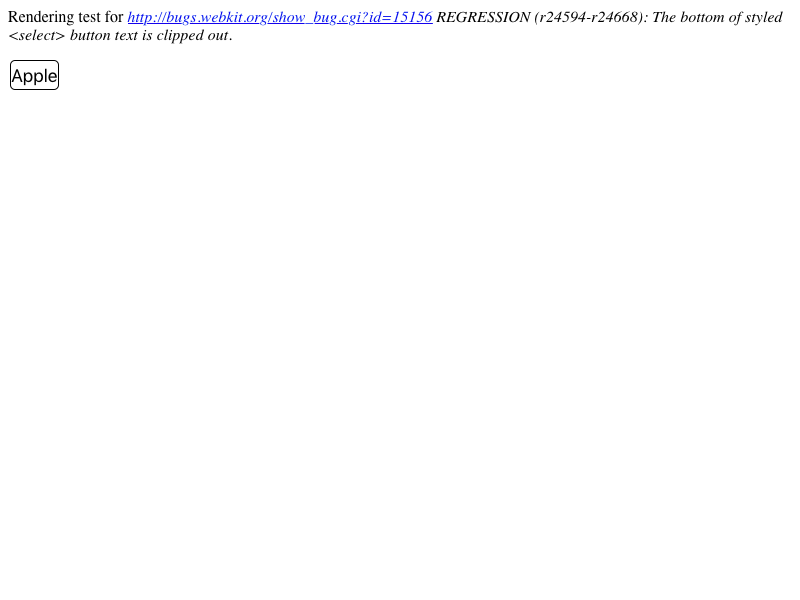 Rendering test for http://bugs.webkit.org/show_bug.cgi?id=15156 REGRESSION (r24594-r24668): The bottom of styled
<select> button text is clipped out.
Apple